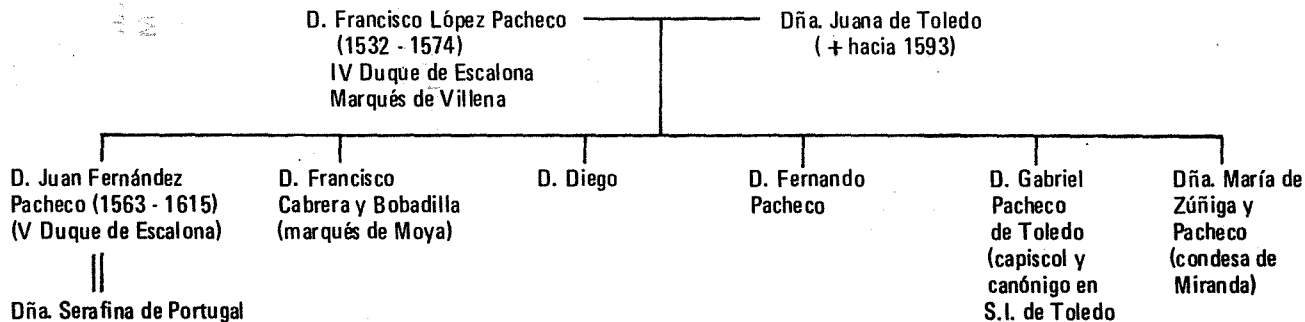 D. Francisco López Pacheco
(1532 - 1574)
IV Duque de Escalona
Marqués de Villena
Dña. Juana de Toledo
(+ hacia 1593)
D. Juan Fernández
Pacheco (1563 - 1615)
(V Duque de Escalona)
Dña. Serafina de Portugal
D. Francisco
Cabrera y Bobadilla
(marqués de Moya)
D. Diego
D. Fernando
Pacheco
D. Gabriel
Pacheco
de Toledo
(capiscol y
canónigo en
S.I. de Toledo
Dña. María de
Zúñiga y
Pacheco
(condesa de
Miranda)